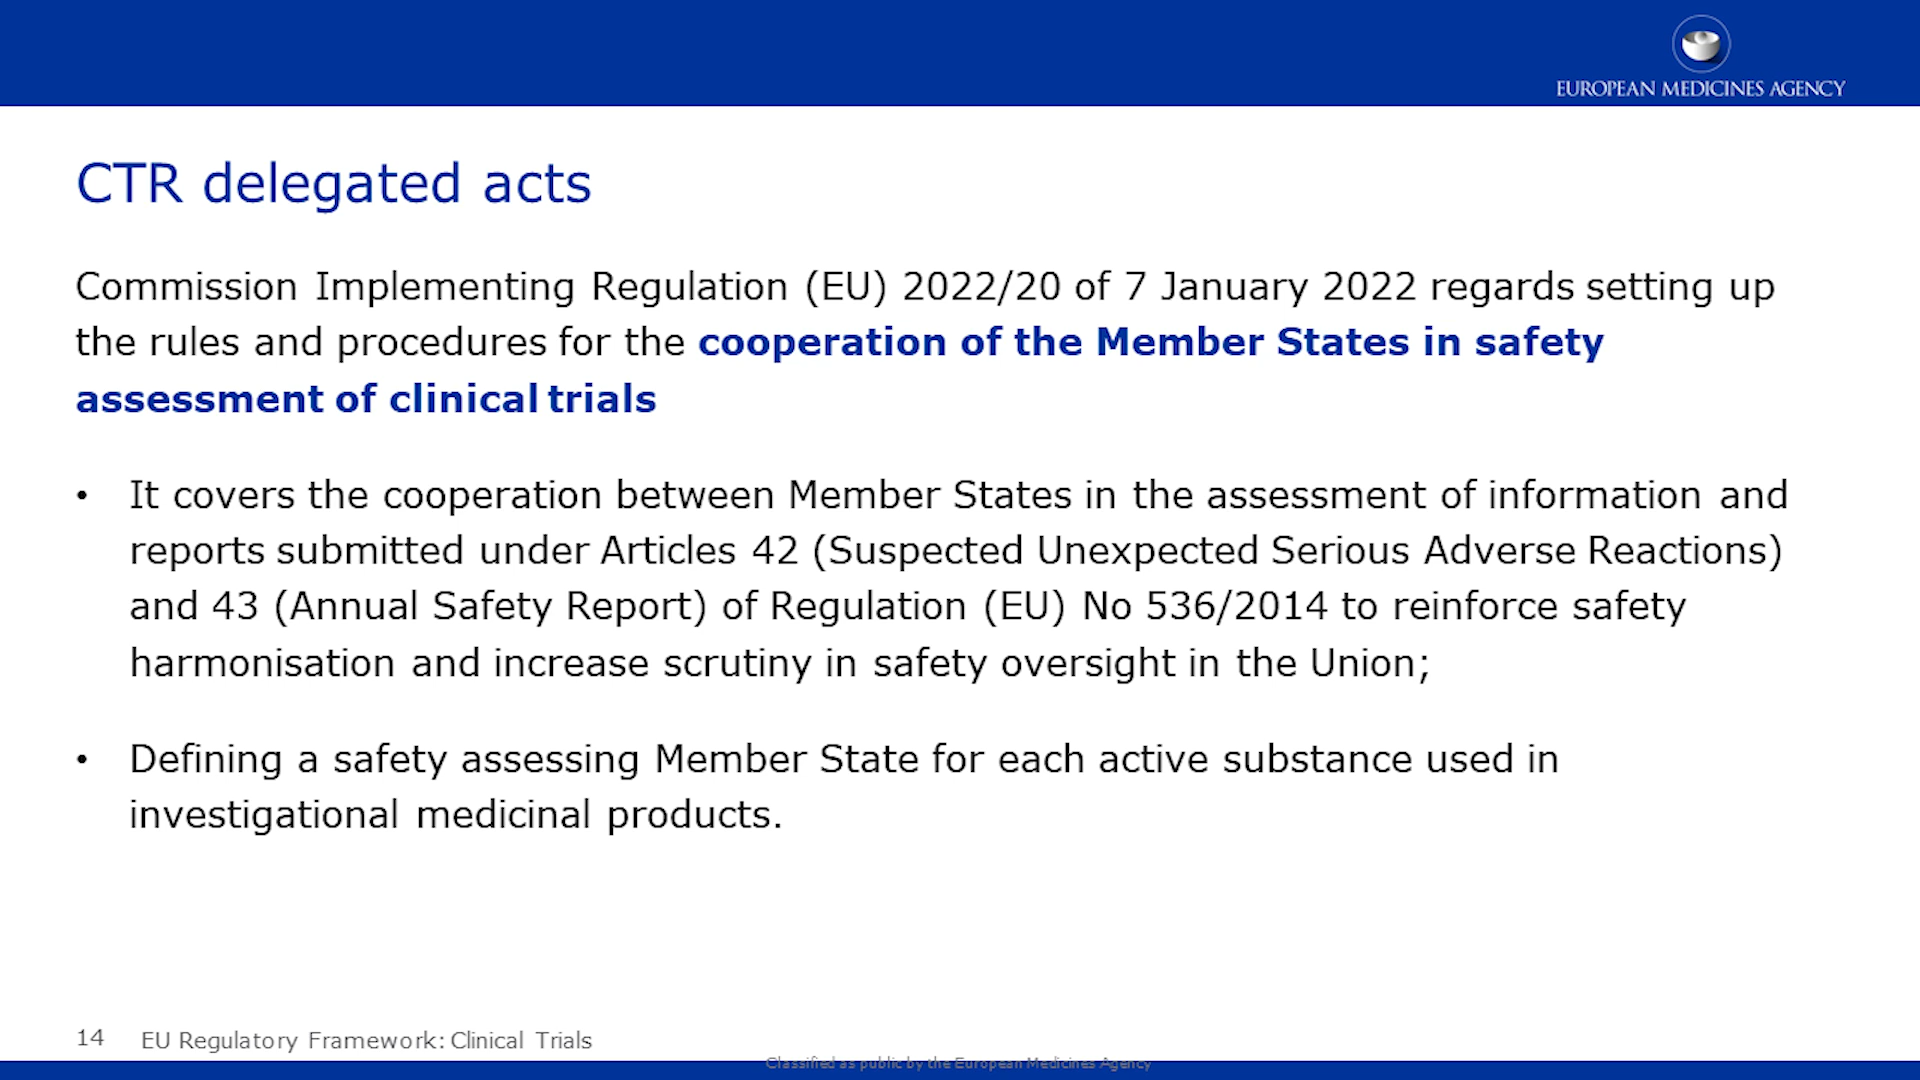 EUROPEAN MEDICINES AGENCY
CTR delegated acts
Commission Implementing Regulation (EU) 2022/20 of 7 January 2022 regards setting up
the rules and procedures for the cooperation of the Member States in safety
assessment of clinical trials
• It covers the cooperation between Member States in the assessment of information and
reports submitted under Articles 42 (Suspected Unexpected Serious Adverse Reactions)
and 43 (Annual Safety Report) of Regulation (EU) No 536/2014 to reinforce safety
harmonisation and increase scrutiny in safety oversight in the Union;
• Defining a safety assessing Member State for each active substance used in
investigational medicinal products.
14 EU Regulatory Framework: Clinical Trials
Classified as public by the European Medicines Agency